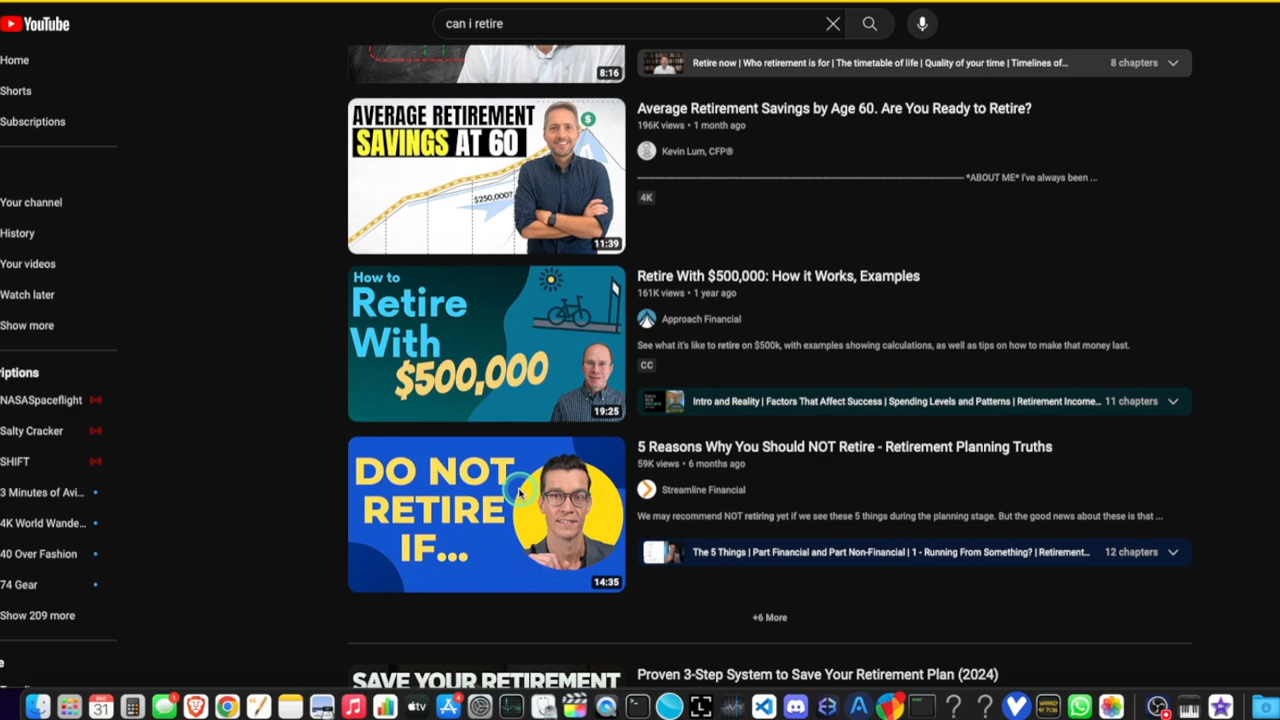 YouTube
can i retire
Home
Shorts
Subscriptions
Your channel
History
Your videos
Watch later
Show more
riptions
NASASpaceflight
Salty Cracker
SHIFT
3 Minutes of Avi...
4K World Wande...
40 Over Fashion
74 Gear
Show 209 more
e
8:16
Retire now | Who retirement is for | The timetable of life | Quality of your time | Timelines of...
8 chapters
AVERAGE RETIREMENT
SAVINGS AT 60
$
$250,000?
11:39
Average Retirement Savings by Age 60. Are You Ready to Retire?
196K views • 1 month ago
Kevin Lum, CFP®
*ABOUT ME* I've always been ...
4K
How to
Retire
With
$500,000
19:25
Retire With $500,000: How it Works, Examples
161K views • 1 year ago
Approach Financial
See what it's like to retire on $500k, with examples showing calculations, as well as tips on how to make that money last.
CC
Intro and Reality | Factors That Affect Success | Spending Levels and Patterns | Retirement Income...
11 chapters
DO NOT
RETIRE
IF...
14:35
5 Reasons Why You Should NOT Retire - Retirement Planning Truths
59K views • 6 months ago
Streamline Financial
We may recommend NOT retiring yet if we see these 5 things during the planning stage. But the good news about these is that ...
The 5 Things | Part Financial and Part Non-Financial | 1 - Running From Something? | Retirement...
12 chapters
+6 More
SAVE YOUR RETIREMENT
Proven 3-Step System to Save Your Retirement Plan (2024)
DEC
31
1
tv
4